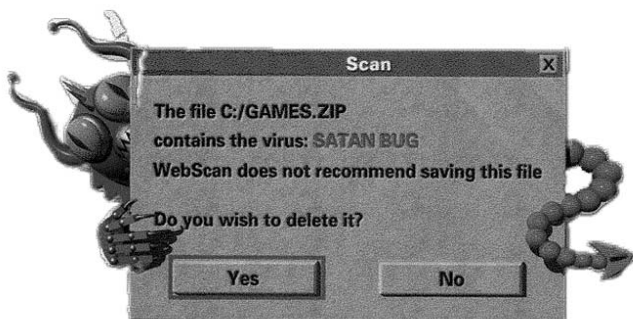 Scan X
The file C:/GAMES.ZIP
contains the virus: SATAN BUG
WebScan does not recommend saving this file
Do you wish to delete it?
Yes No